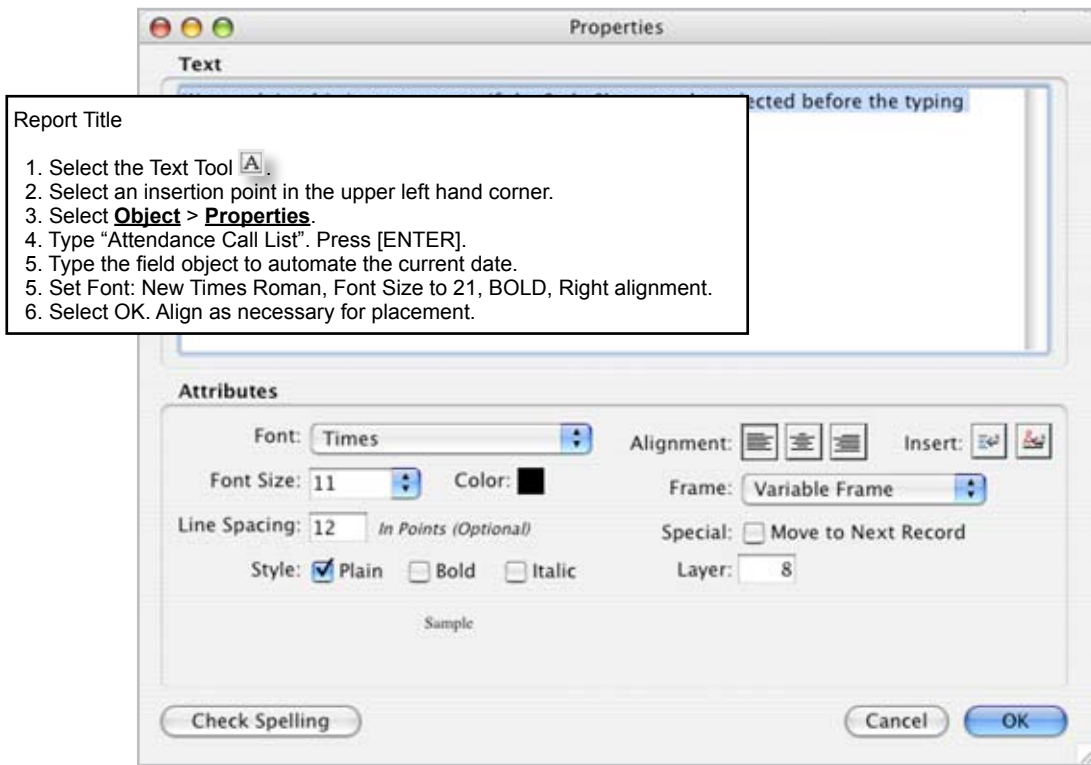 Properties
Text
ected before the typing
Report Title
1. Select the Text Tool A.
2. Select an insertion point in the upper left hand corner.
3. Select Object > Properties.
4. Type “Attendance Call List”. Press [ENTER].
5. Type the field object to automate the current date.
5. Set Font: New Times Roman, Font Size to 21, BOLD, Right alignment.
6. Select OK. Align as necessary for placement.
Attributes
Font: Times Alignment: Insert:
Font Size: 11 Color: Frame: Variable Frame
Line Spacing: 12 In Points (Optional) Special: Move to Next Record
Style: Plain Bold Italic Layer: 8
Sample
Check Spelling Cancel OK